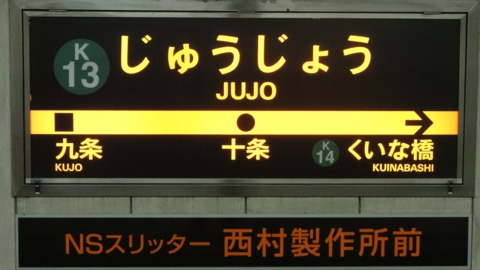 K
13
じゅうじょう
JUJO
九条
KUJO
十条
K
14
くいな橋
KUINABASHI
NSスリッター 西村製作所前